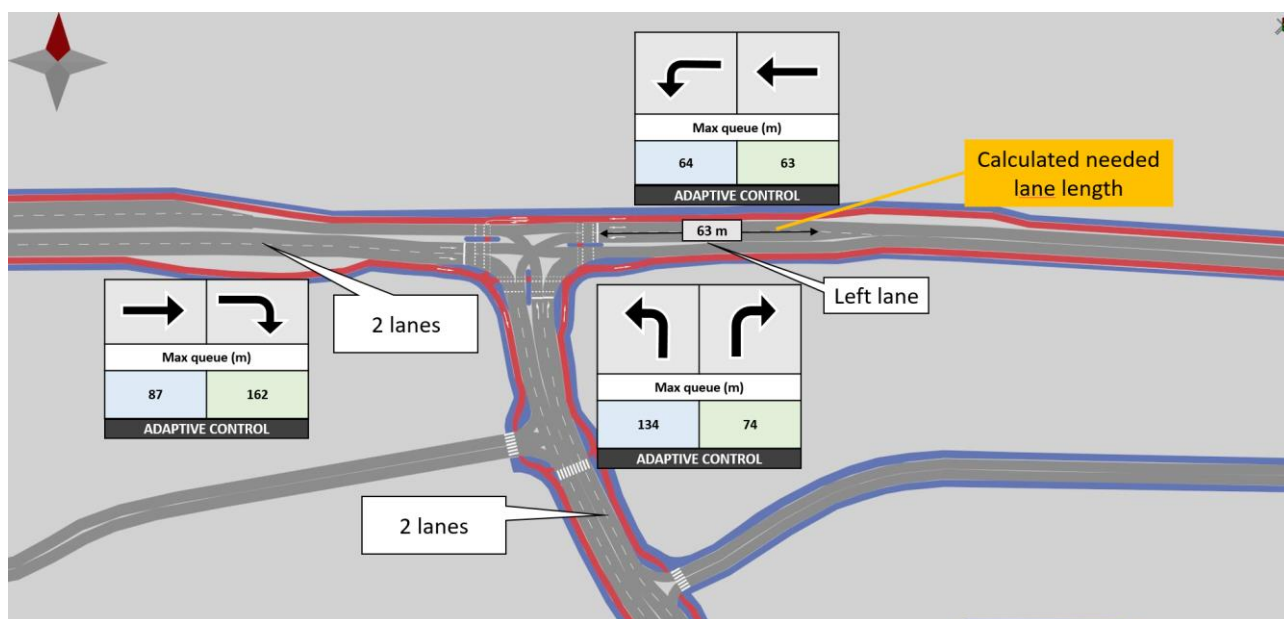 Max queue (m)
64 63
ADAPTIVE CONTROL
Calculated needed
lane length
63 m
Left lane
2 lanes
Max queue (m)
87 162
ADAPTIVE CONTROL
Max queue (m)
134 74
ADAPTIVE CONTROL
2 lanes